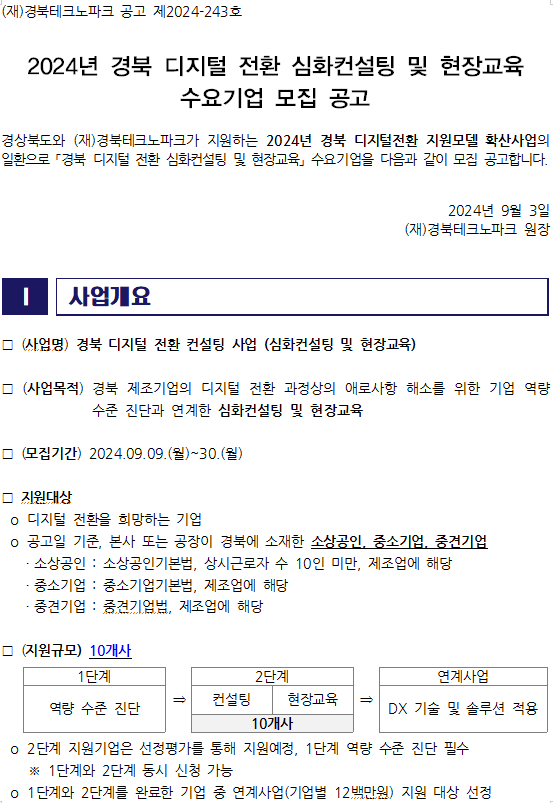 (재)경북테크노파크 공고 제2024-243호
2024년 경북 디지털 전환 심화컨설팅 및 현장교육
수요기업 모집 공고
경상북도와 (재)경북테크노파크가 지원하는 2024년 경북 디지털전환 지원모델 확산사업의
일환으로 「경북 디지털 전환 심화컨설팅 및 현장교육」 수요기업을 다음과 같이 모집 공고합니다.
2024년 9월 3일
(재)경북테크노파크 원장
Ⅰ 사업개요
□ (사업명) 경북 디지털 전환 컨설팅 사업 (심화컨설팅 및 현장교육)
□ (사업목적) 경북 제조기업의 디지털 전환 과정상의 애로사항 해소를 위한 기업 역량
수준 진단과 연계한 심화컨설팅 및 현장교육
□ (모집기간) 2024.09.09.(월)~30.(월)
□ 지원대상
o 디지털 전환을 희망하는 기업
o 공고일 기준, 본사 또는 공장이 경북에 소재한 소상공인, 중소기업, 중견기업
· 소상공인 : 소상공인기본법, 상시근로자 수 10인 미만, 제조업에 해당
· 중소기업 : 중소기업기본법, 제조업에 해당
· 중견기업 : 중견기업법, 제조업에 해당
□ (지원규모) 10개사
1단계 2단계 연계사업
역량 수준 진단 ⇒ 컨설팅 현장교육 ⇒ DX 기술 및 솔루션 적용
10개사
o 2단계 지원기업은 선정평가를 통해 지원예정, 1단계 역량 수준 진단 필수
※ 1단계와 2단계 동시 신청 가능
o 1단계와 2단계를 완료한 기업 중 연계사업(기업별 12백만원) 지원 대상 선정